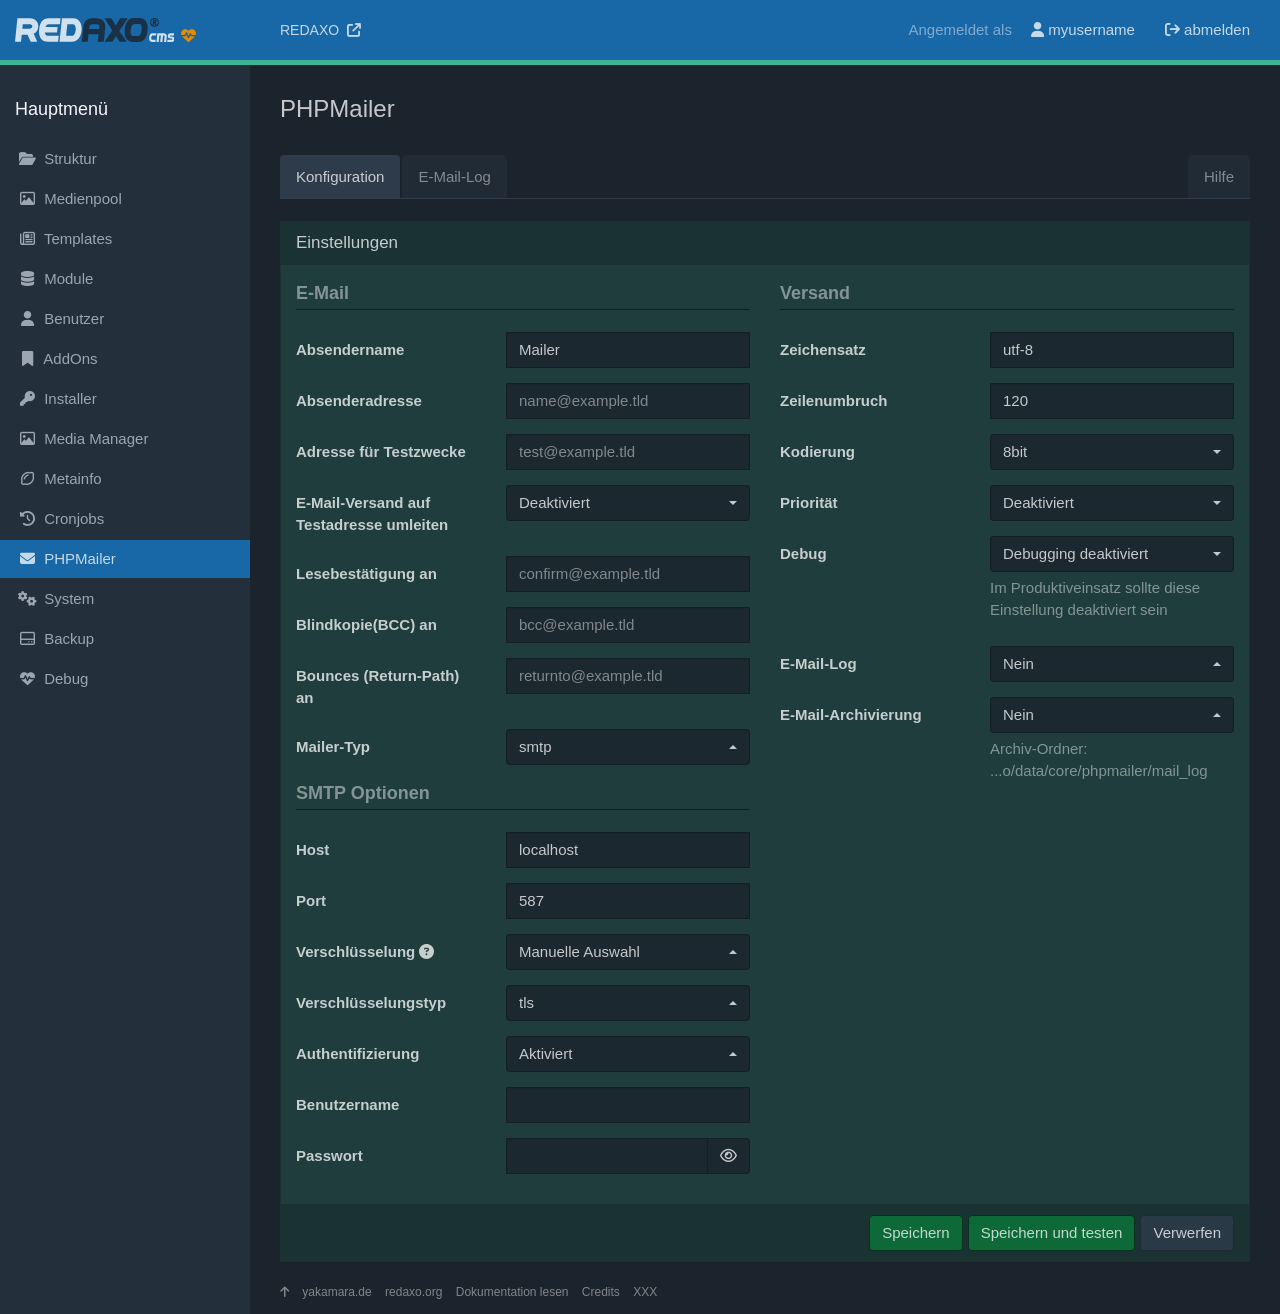 REDAXO® cms
REDAXO
Angemeldet als myusername abmelden
Hauptmenü
Struktur
Medienpool
Templates
Module
Benutzer
AddOns
Installer
Media Manager
Metainfo
Cronjobs
PHPMailer
System
Backup
Debug
PHPMailer
Konfiguration E-Mail-Log Hilfe
Einstellungen
E-Mail
Absendername Mailer
Absenderadresse name@example.tld
Adresse für Testzwecke test@example.tld
E-Mail-Versand auf Deaktiviert
Testadresse umleiten
Lesebestätigung an confirm@example.tld
Blindkopie(BCC) an bcc@example.tld
Bounces (Return-Path) returnto@example.tld
an
Mailer-Typ smtp
SMTP Optionen
Host localhost
Port 587
Verschlüsselung Manuelle Auswahl
Verschlüsselungstyp tls
Authentifizierung Aktiviert
Benutzername
Passwort
Versand
Zeichensatz utf-8
Zeilenumbruch 120
Kodierung 8bit
Priorität Deaktiviert
Debug Debugging deaktiviert
Im Produktiveinsatz sollte diese
Einstellung deaktiviert sein
E-Mail-Log Nein
E-Mail-Archivierung Nein
Archiv-Ordner:
...o/data/core/phpmailer/mail_log
Speichern Speichern und testen Verwerfen
yakamara.de redaxo.org Dokumentation lesen Credits XXX